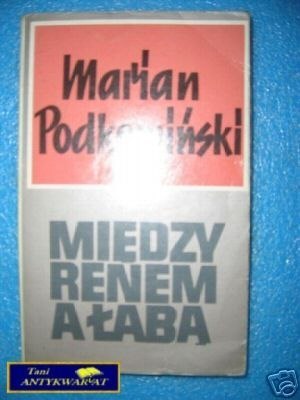 Marian
Podkowiński
MIĘDZY
RENEM
A ŁABĄ
Tani
ANTYKWARIAT